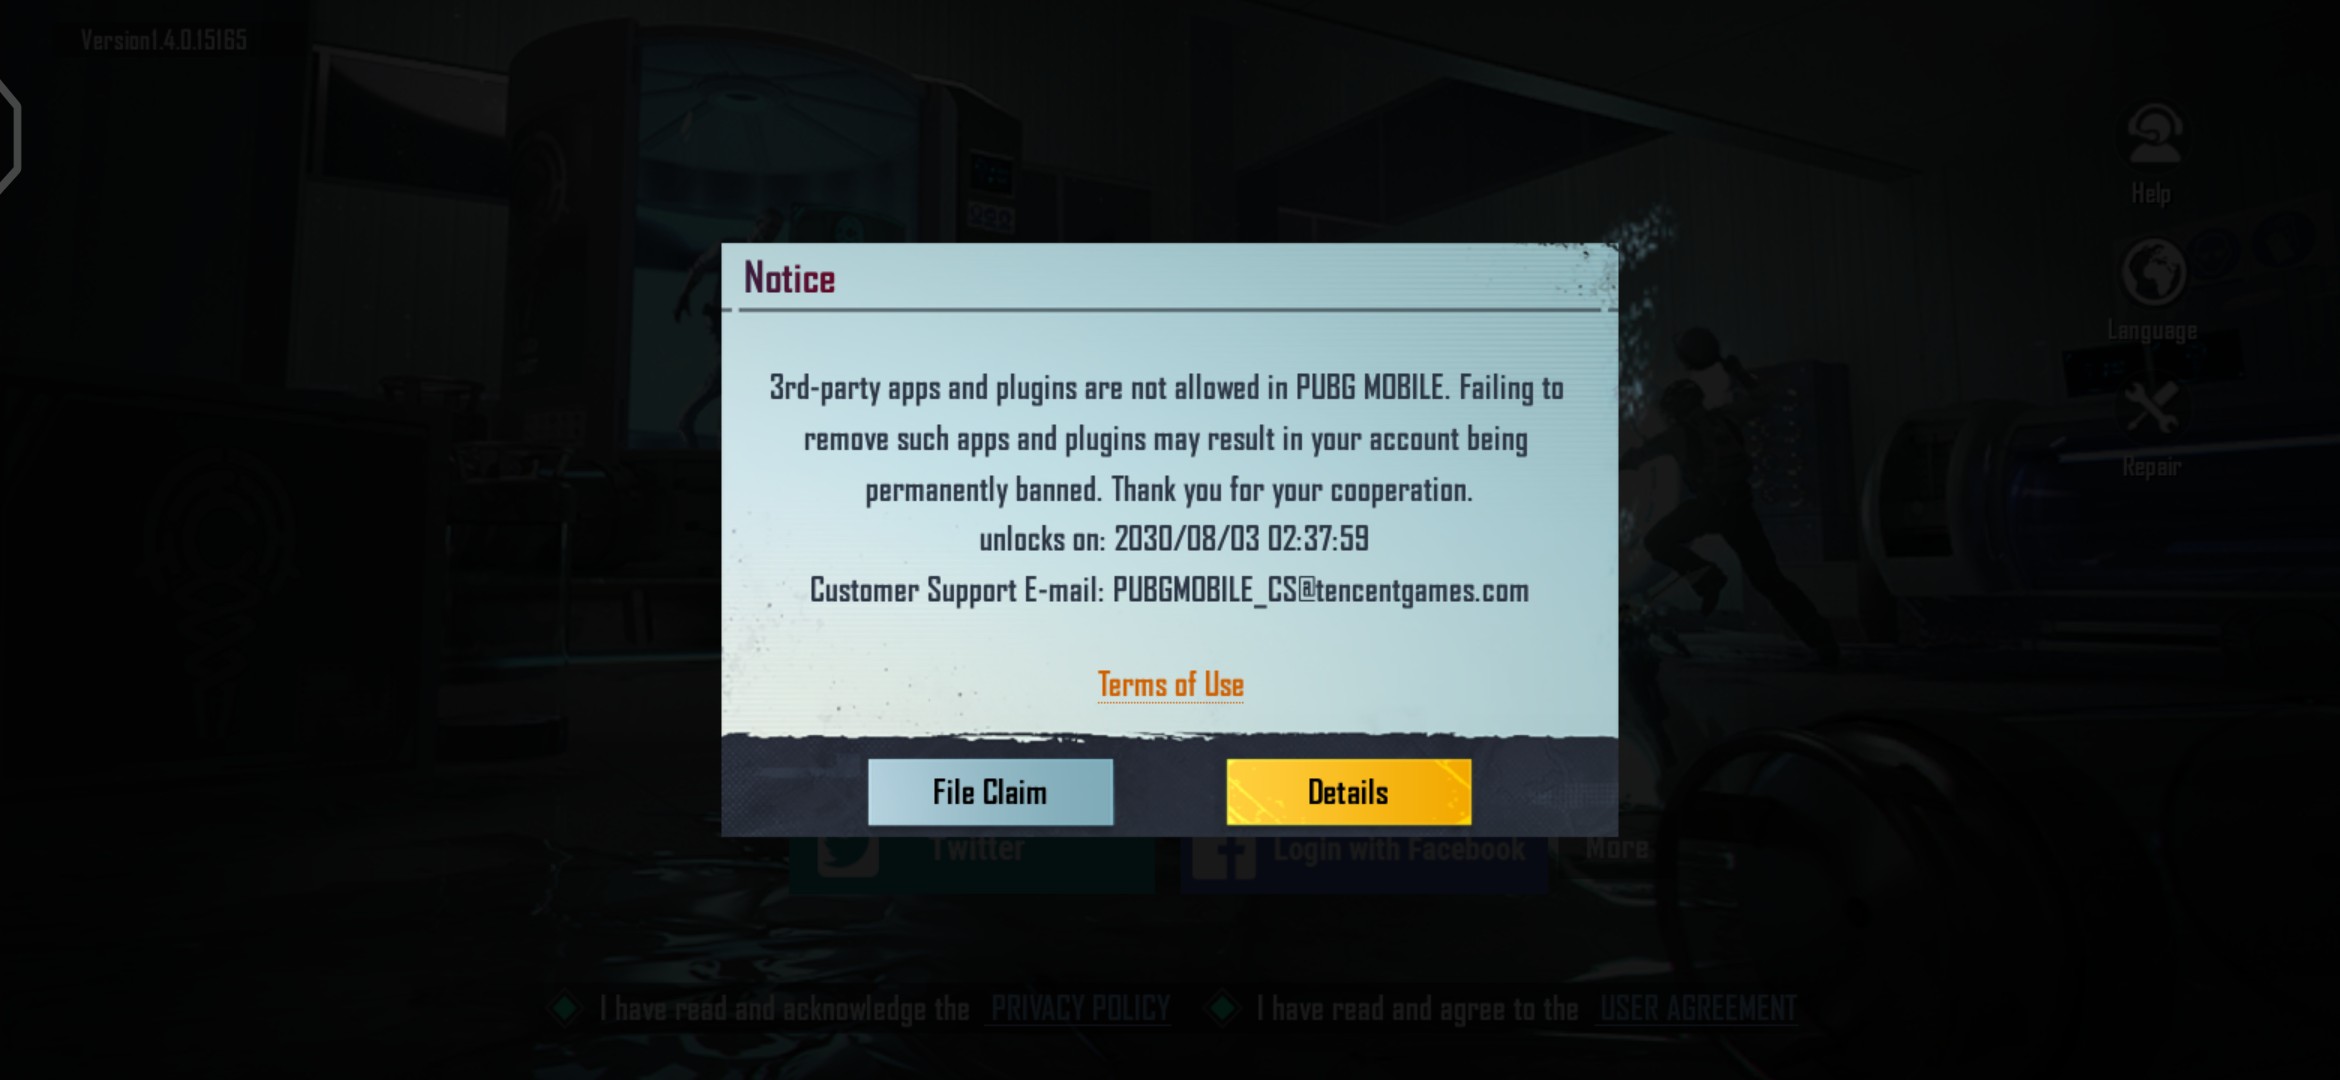 Version1.4.0.15165
Help
Language
Repair
Notice
3rd-party apps and plugins are not allowed in PUBG MOBILE. Failing to
remove such apps and plugins may result in your account being
permanently banned. Thank you for your cooperation.
unlocks on: 2030/08/03 02:37:59
Customer Support E-mail: PUBGMOBILE_CS@tencentgames.com
Terms of Use
File Claim
Details
Twitter
Login with Facebook
More
I have read and acknowledge the PRIVACY POLICY
I have read and agree to the USER AGREEMENT